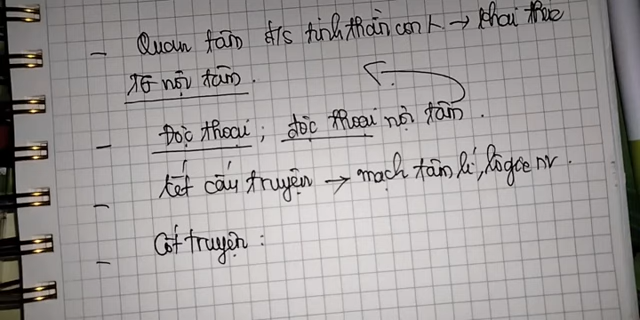 - Quan tâm đ/s tinh thần con ng → khai thác
TG nội tâm.
- Độc thoại; độc thoại nội tâm.
- kết cấu truyện → mạch tâm lí, lôgic nv.
- Cốt truyện: